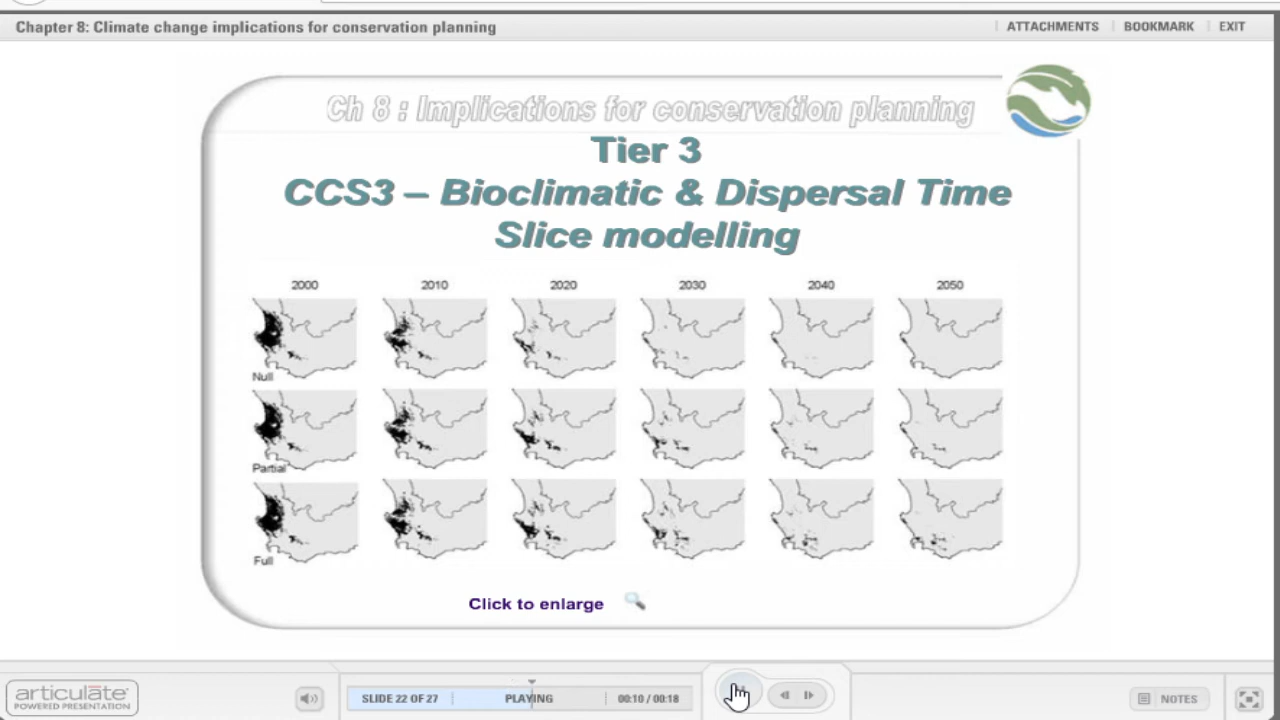 Chapter 8: Climate change implications for conservation planning
ATTACHMENTS BOOKMARK EXIT
Ch 8 : Implications for conservation planning
Tier 3
CCS3 – Bioclimatic & Dispersal Time
Slice modelling
2000 2010 2020 2030 2040 2050
Null
Partial
Full
Click to enlarge
articulate
POWERED PRESENTATION
SLIDE 22 OF 27 PLAYING 00:10 / 00:18
NOTES